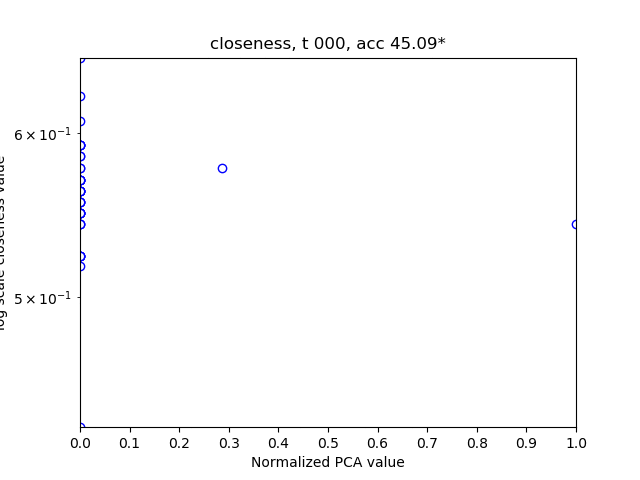 closeness, t 000, acc 45.09*
6 × 10⁻¹
5 × 10⁻¹
log scale closeness value
0.0 0.1 0.2 0.3 0.4 0.5 0.6 0.7 0.8 0.9 1.0
Normalized PCA value